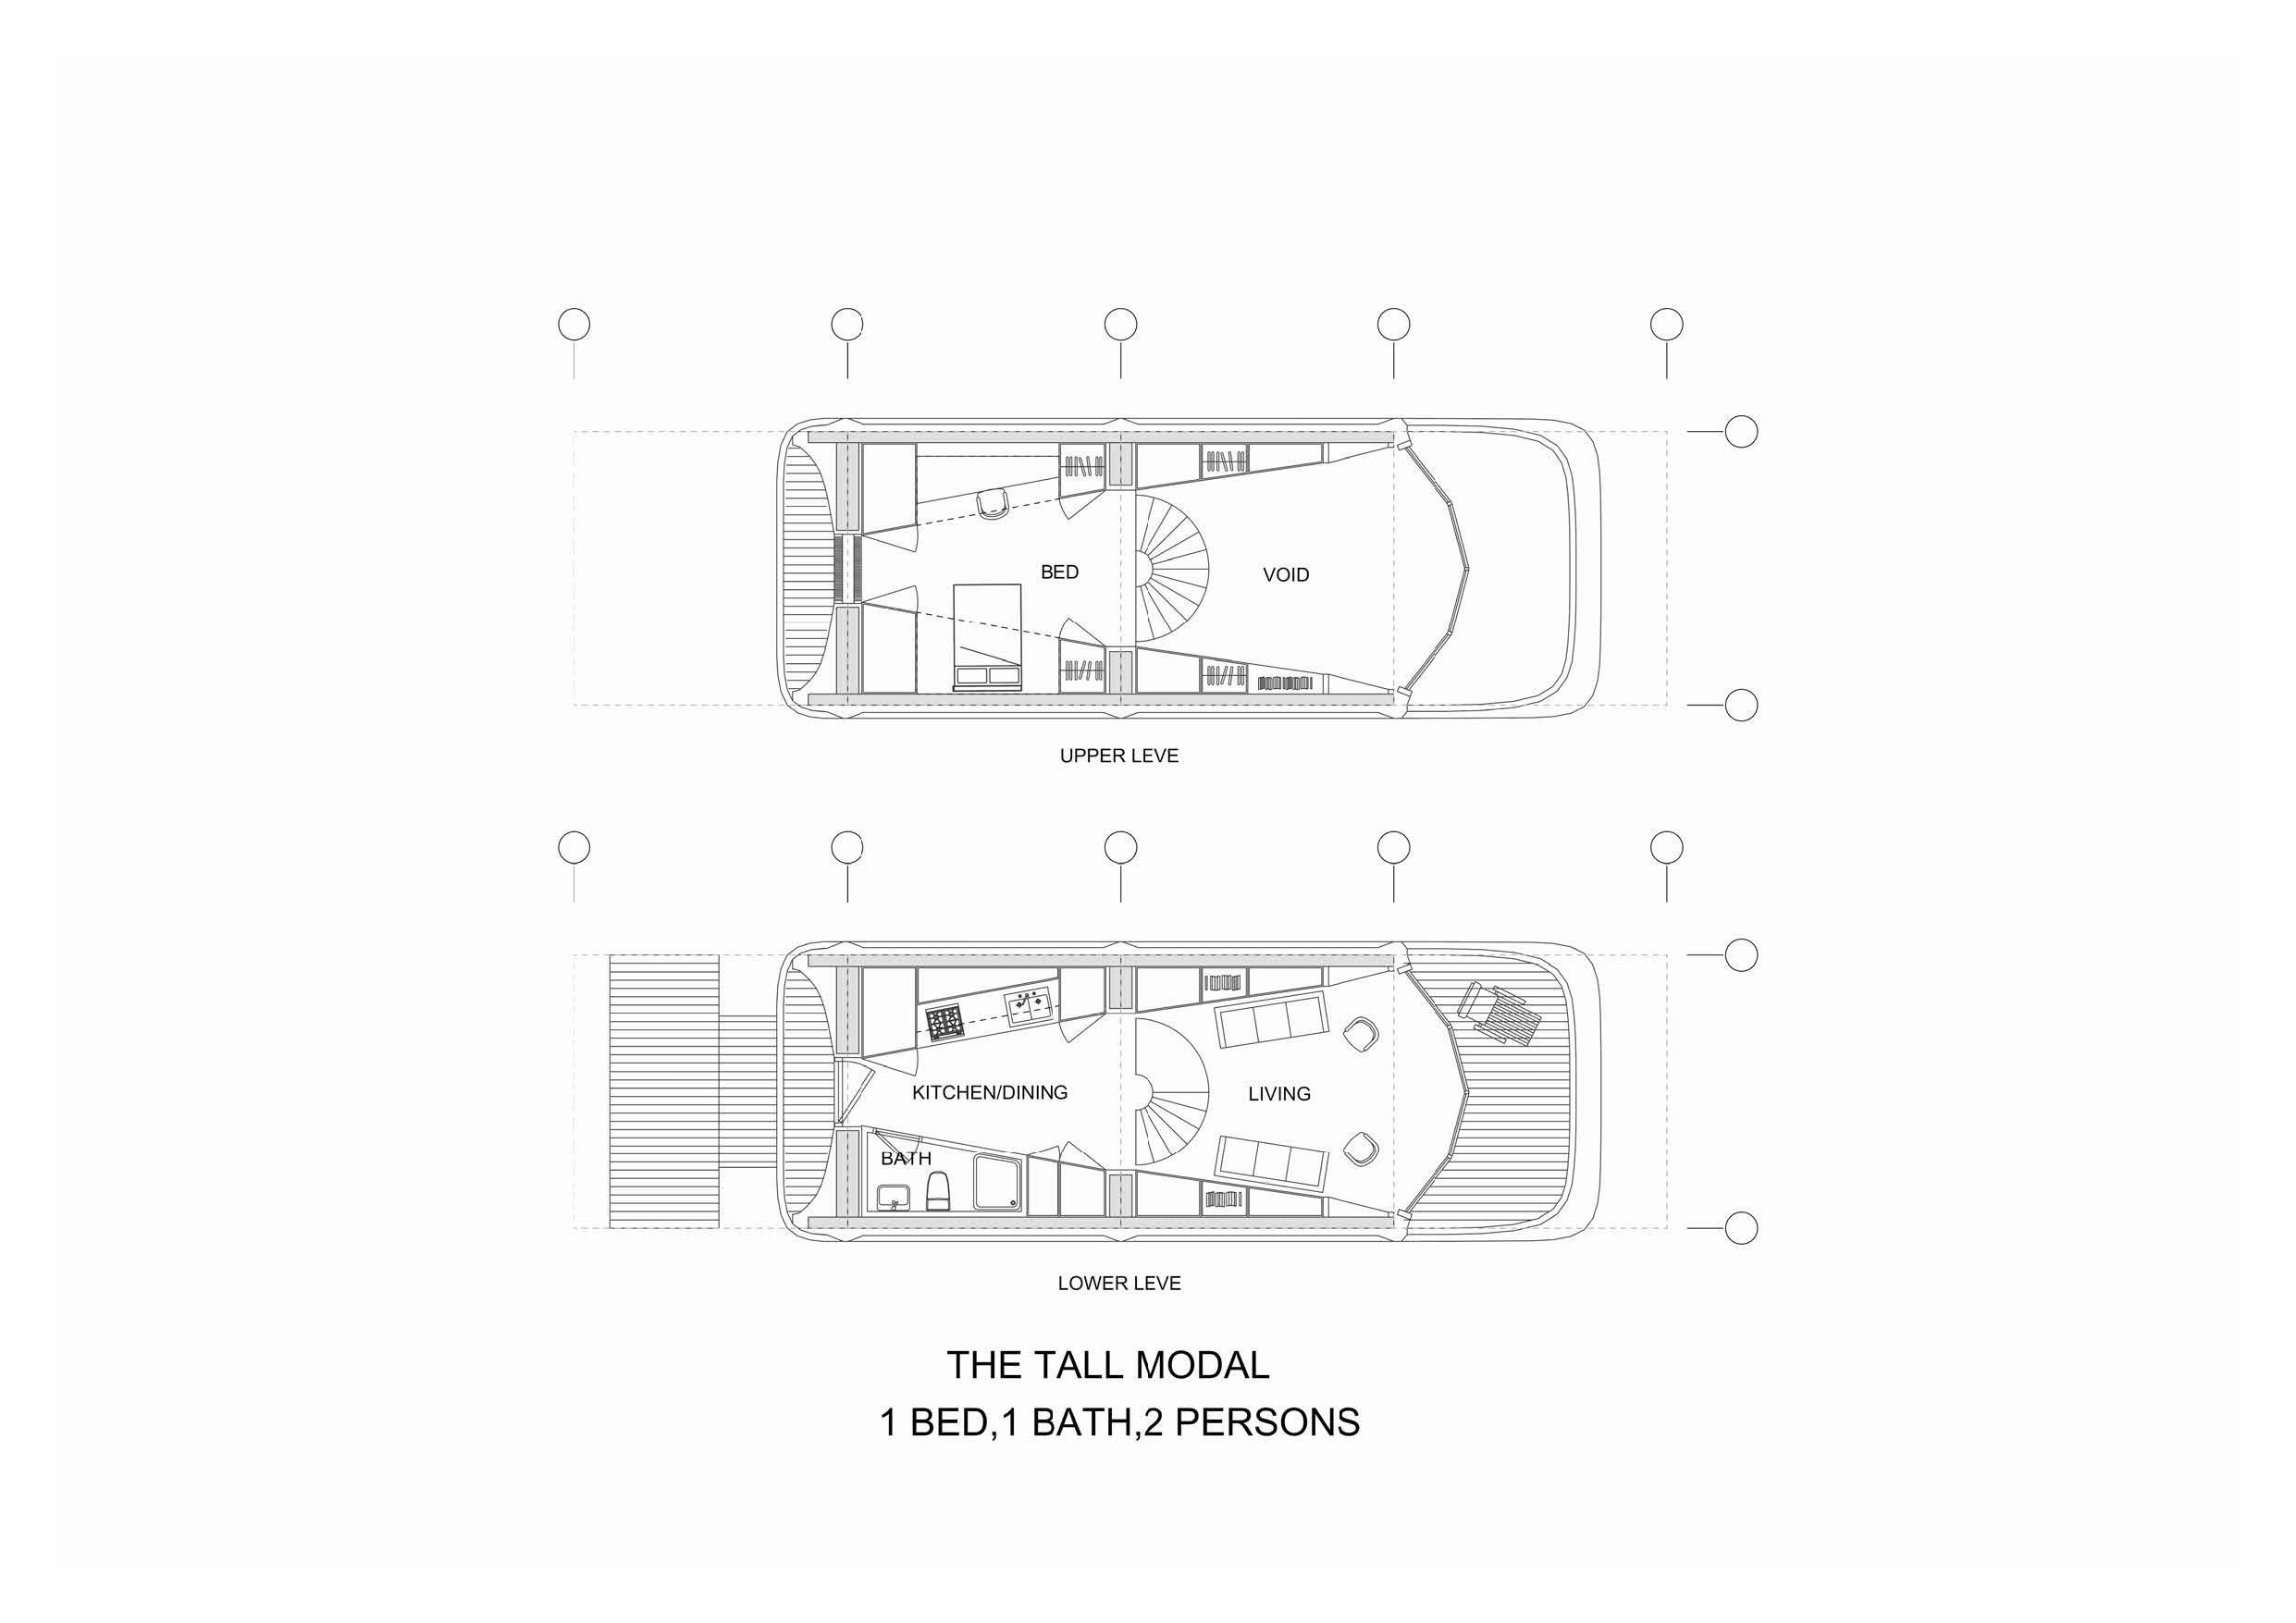 BED
VOID
UPPER LEVE
KITCHEN/DINING
LIVING
BATH
LOWER LEVE
THE TALL MODAL
1 BED,1 BATH,2 PERSONS